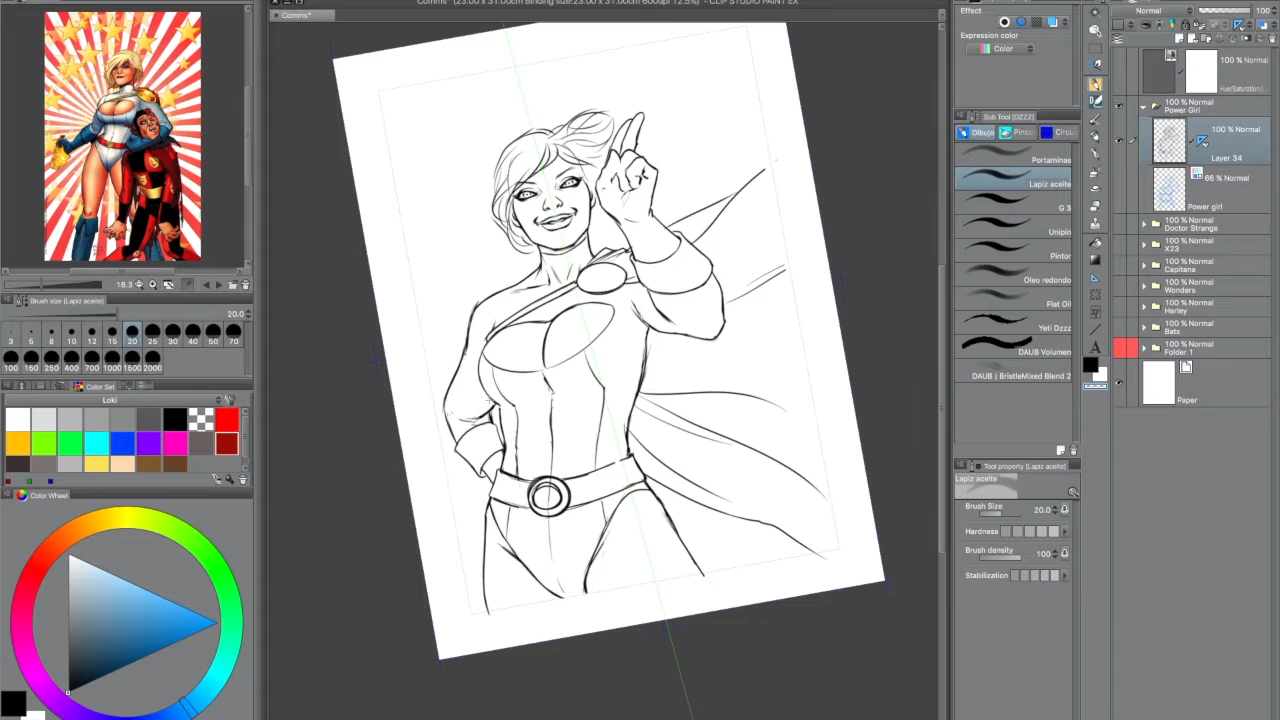 Comms* (23.00 x 31.00cm Binding size:23.00 x 31.00cm 600dpi 12.5%) - CLIP STUDIO PAINT EX
Comms*
18.3
Brush size [Lapiz aceite]
20.0
3 5 8 10 12 15 20 25 30 40 50 70
100 150 250 400 700 1000 1500 2000
Color Set
Loki
Color Wheel
Effect
Expression color
Color
Sub Tool [DZZZ]
Dibujo Pince Circu
Portaminas
Lapiz aceite
G 3
Unipin
Pintor
Oleo redondo
Flat Oil
Yeti Dzzz
DAUB Volumen
DAUB | BristleMixed Blend 2
Tool property [Lapiz aceite]
Lapiz aceite
Brush Size 20.0
Hardness
Brush density 100
Stabilization
Normal 100
100 % Normal
Hue/Saturation/
100 % Normal
Power Girl
100 % Normal
Layer 34
66 % Normal
Power girl
100 % Normal
Doctor Strange
100 % Normal
X23
100 % Normal
Capitana
100 % Normal
Wonders
100 % Normal
Harley
100 % Normal
Bats
100 % Normal
Folder 1
100 % Normal
Paper